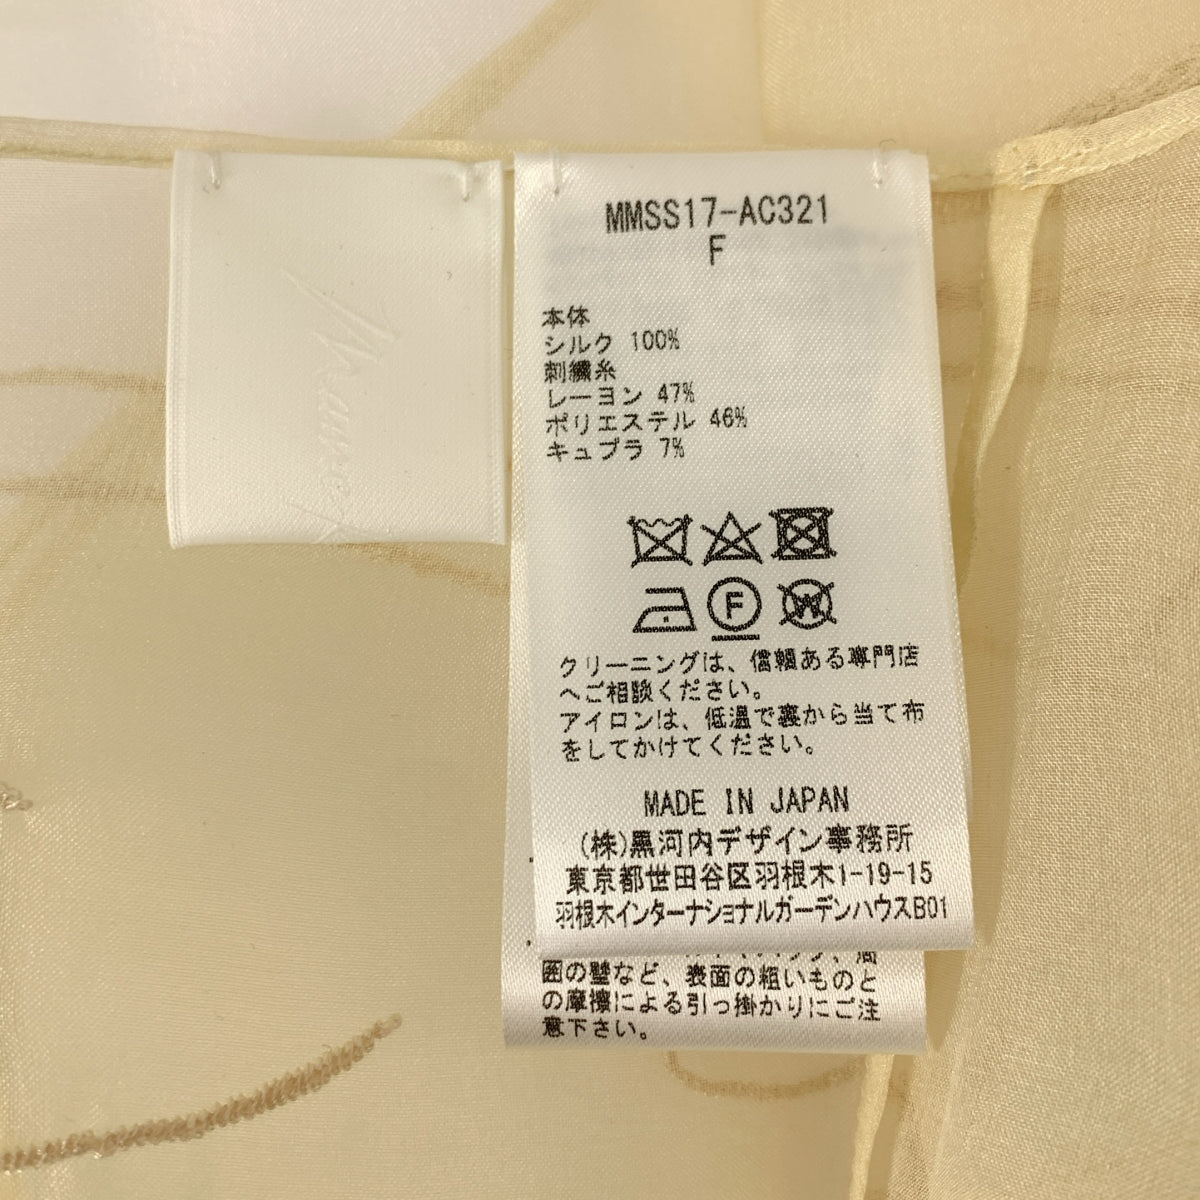 MMSS17-AC321
F
本体
シルク 100%
刺繍糸
レーヨン 47%
ポリエステル 46%
キュプラ 7%
F
W
クリーニングは、信頼ある専門店
へご相談ください。
アイロンは、低温で裏から当て布
をしてかけてください。
MADE IN JAPAN
(株)黒河内デザイン事務所
東京都世田谷区羽根木1-19-15
羽根木インターナショナルガーデンハウスB01
囲の壁など、表面の粗いものと
の摩擦による引っ掛かりにご注
意下さい。